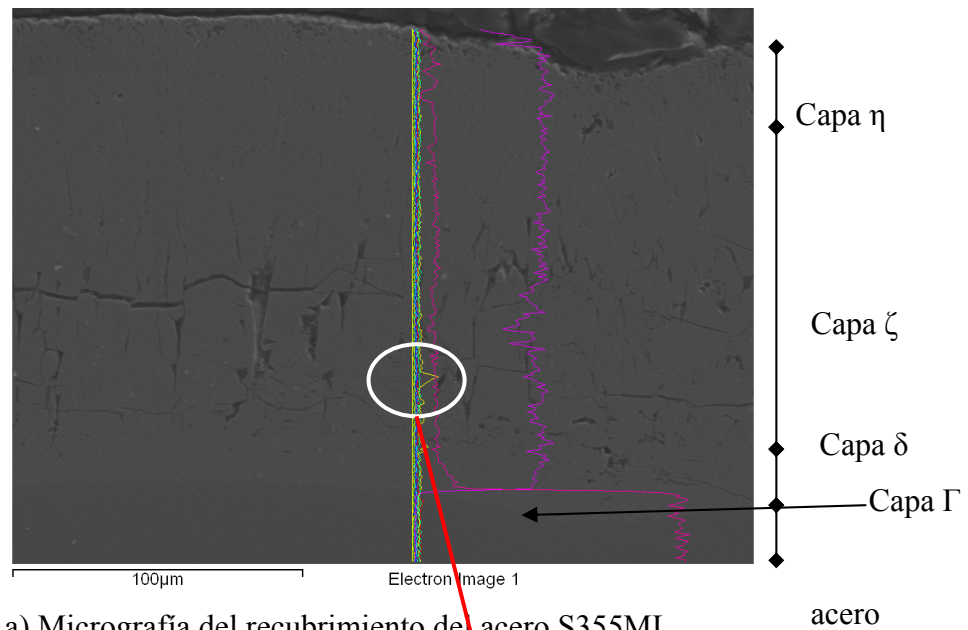 Capa η
Capa ζ
Capa δ
Capa Γ
100µm
Electron Image 1
a) Micrografía del recubrimiento del acero S355ML
acero